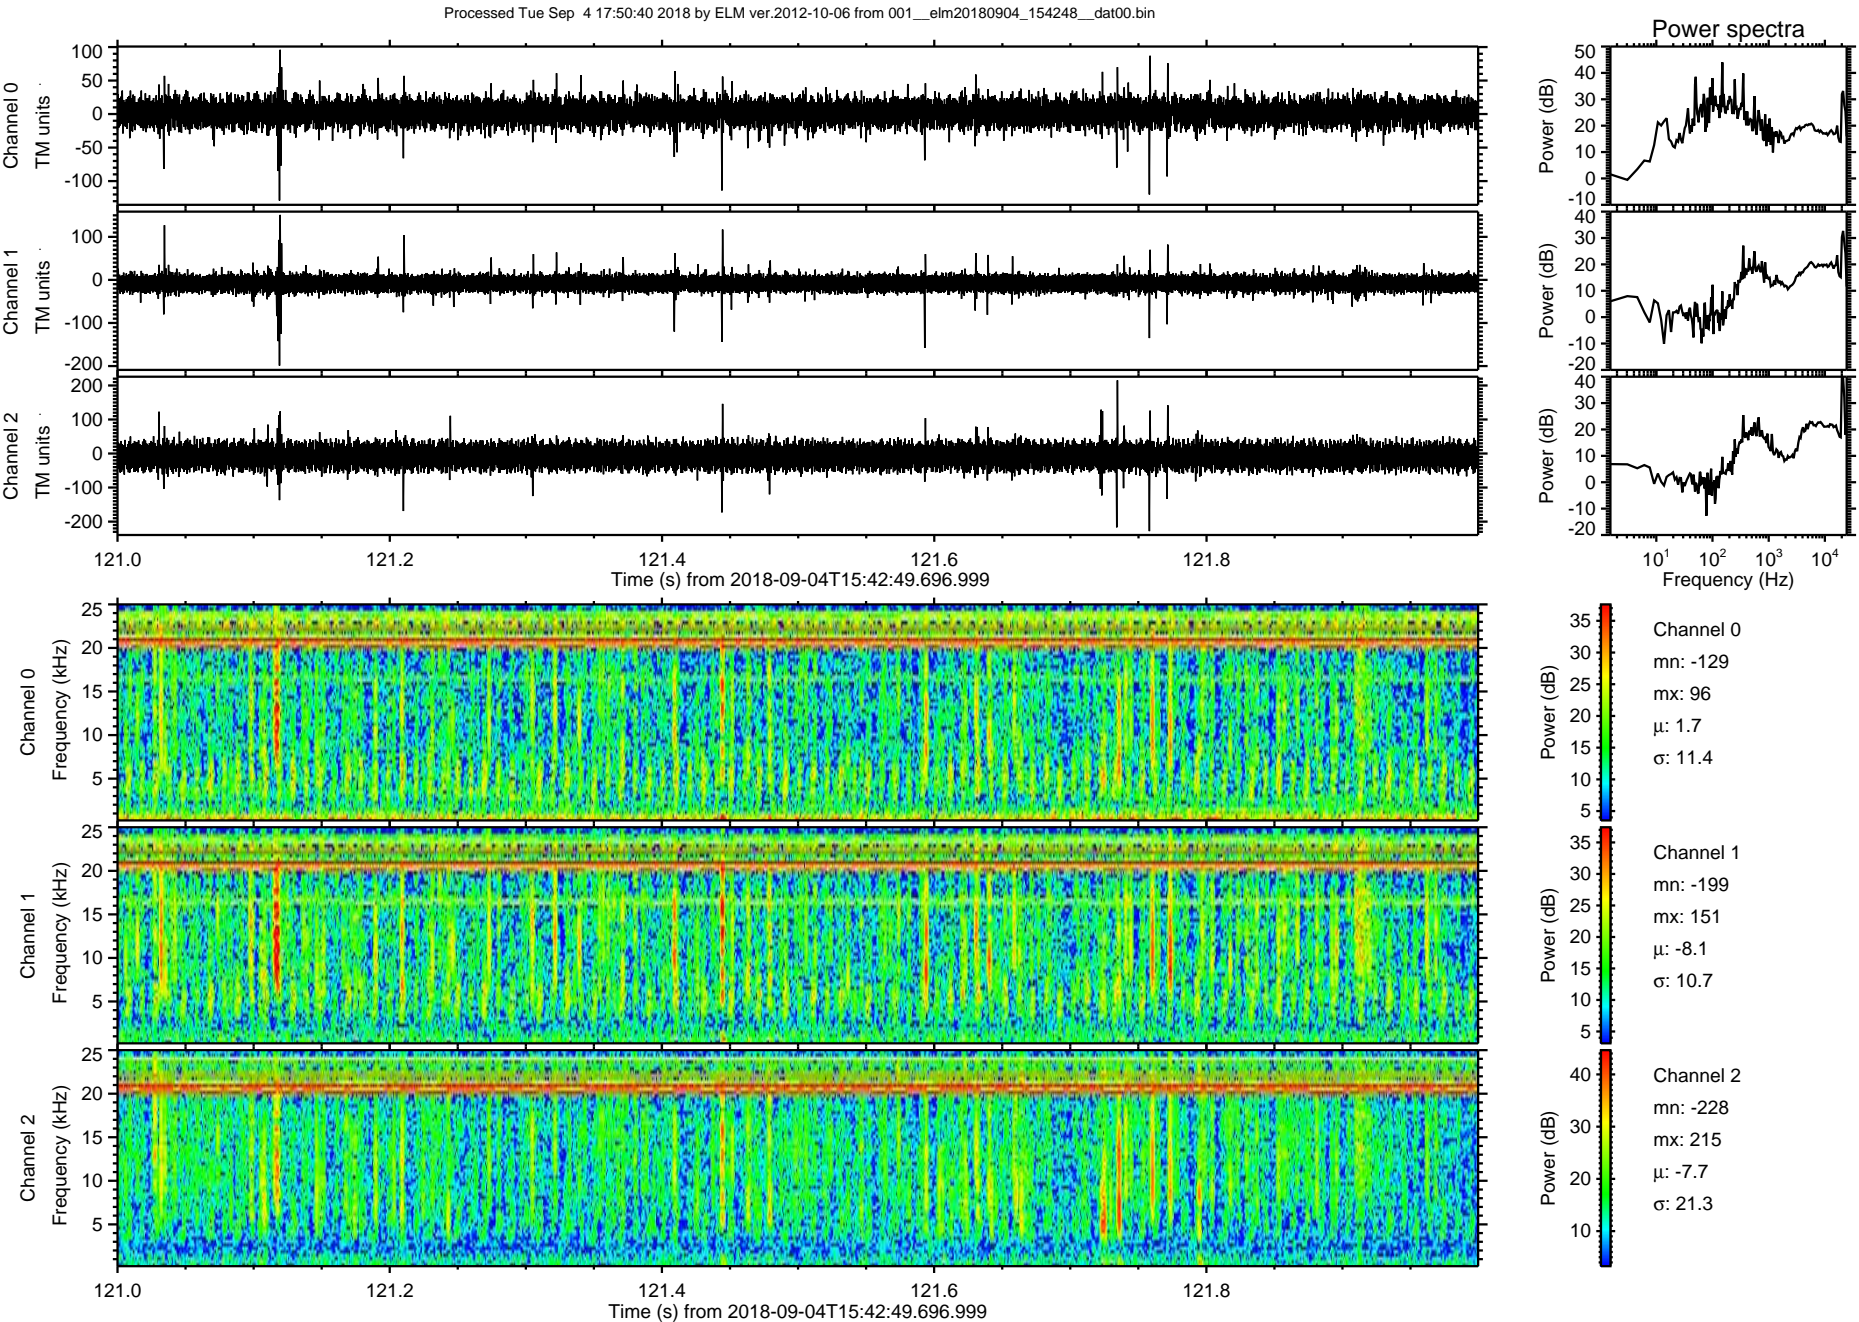 Processed Tue Sep  4 17:50:40 2018 by ELM ver.2012-10-06 from 001__elm20180904_154248__dat00.bin
Power spectra
Channel 0
TM units
100
50
0
-50
-100
Power (dB)
50
40
30
20
10
0
-10
Channel 1
TM units
100
0
-100
-200
Power (dB)
40
30
20
10
0
-10
-20
Channel 2
TM units
200
100
0
-100
-200
Power (dB)
40
30
20
10
0
-10
-20
121.0 121.2 121.4 121.6 121.8
Time (s) from 2018-09-04T15:42:49.696.999
10^1 10^2 10^3 10^4
Frequency (Hz)
Channel 0
Frequency (kHz)
25
20
15
10
5
Power (dB)
35
30
25
20
15
10
5
Channel 0
mn: -129
mx: 96
μ: 1.7
σ: 11.4
Channel 1
Frequency (kHz)
25
20
15
10
5
Power (dB)
35
30
25
20
15
10
5
Channel 1
mn: -199
mx: 151
μ: -8.1
σ: 10.7
Channel 2
Frequency (kHz)
25
20
15
10
5
Power (dB)
40
30
20
10
Channel 2
mn: -228
mx: 215
μ: -7.7
σ: 21.3
121.0 121.2 121.4 121.6 121.8
Time (s) from 2018-09-04T15:42:49.696.999